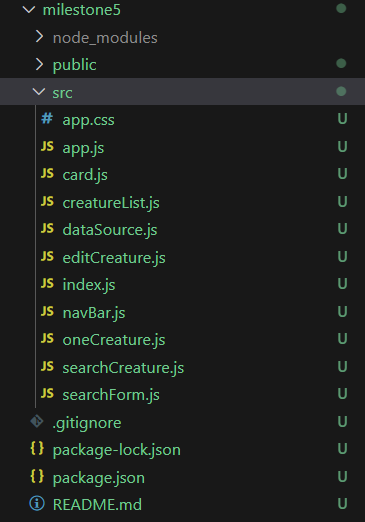 milestone5
node_modules
public
src
# app.css U
JS app.js U
JS card.js U
JS creatureList.js U
JS dataSource.js U
JS editCreature.js U
JS index.js U
JS navBar.js U
JS oneCreature.js U
JS searchCreature.js U
JS searchForm.js U
.gitignore U
{} package-lock.json U
{} package.json U
README.md U